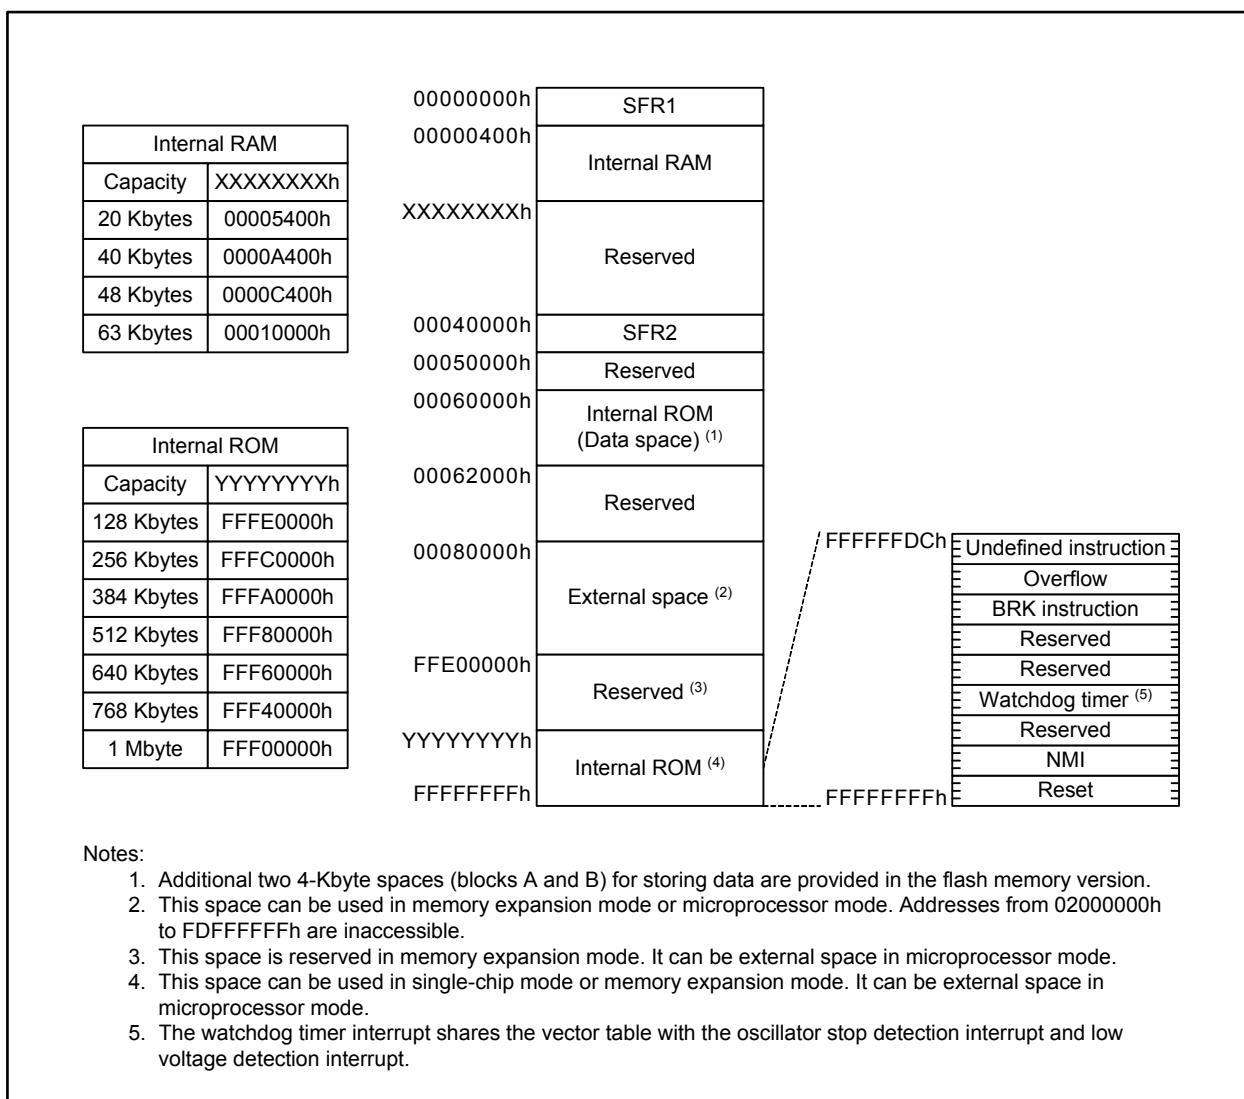 Internal RAM
Capacity XXXXXXXXh
20 Kbytes 00005400h
40 Kbytes 0000A400h
48 Kbytes 0000C400h
63 Kbytes 00010000h
Internal ROM
Capacity YYYYYYYYh
128 Kbytes FFFE0000h
256 Kbytes FFFC0000h
384 Kbytes FFFA0000h
512 Kbytes FFF80000h
640 Kbytes FFF60000h
768 Kbytes FFF40000h
1 Mbyte FFF00000h
00000000h
SFR1
00000400h
Internal RAM
XXXXXXXXh
Reserved
00040000h
SFR2
00050000h
Reserved
00060000h
Internal ROM
(Data space) (1)
00062000h
Reserved
00080000h
External space (2)
FFE00000h
Reserved (3)
YYYYYYYYh
Internal ROM (4)
FFFFFFFFh
FFFFFFDCh
Undefined instruction
Overflow
BRK instruction
Reserved
Reserved
Watchdog timer (5)
Reserved
NMI
Reset
FFFFFFFFh
Notes:
1. Additional two 4-Kbyte spaces (blocks A and B) for storing data are provided in the flash memory version.
2. This space can be used in memory expansion mode or microprocessor mode. Addresses from 02000000h
to FDFFFFFFh are inaccessible.
3. This space is reserved in memory expansion mode. It can be external space in microprocessor mode.
4. This space can be used in single-chip mode or memory expansion mode. It can be external space in
microprocessor mode.
5. The watchdog timer interrupt shares the vector table with the oscillator stop detection interrupt and low
voltage detection interrupt.